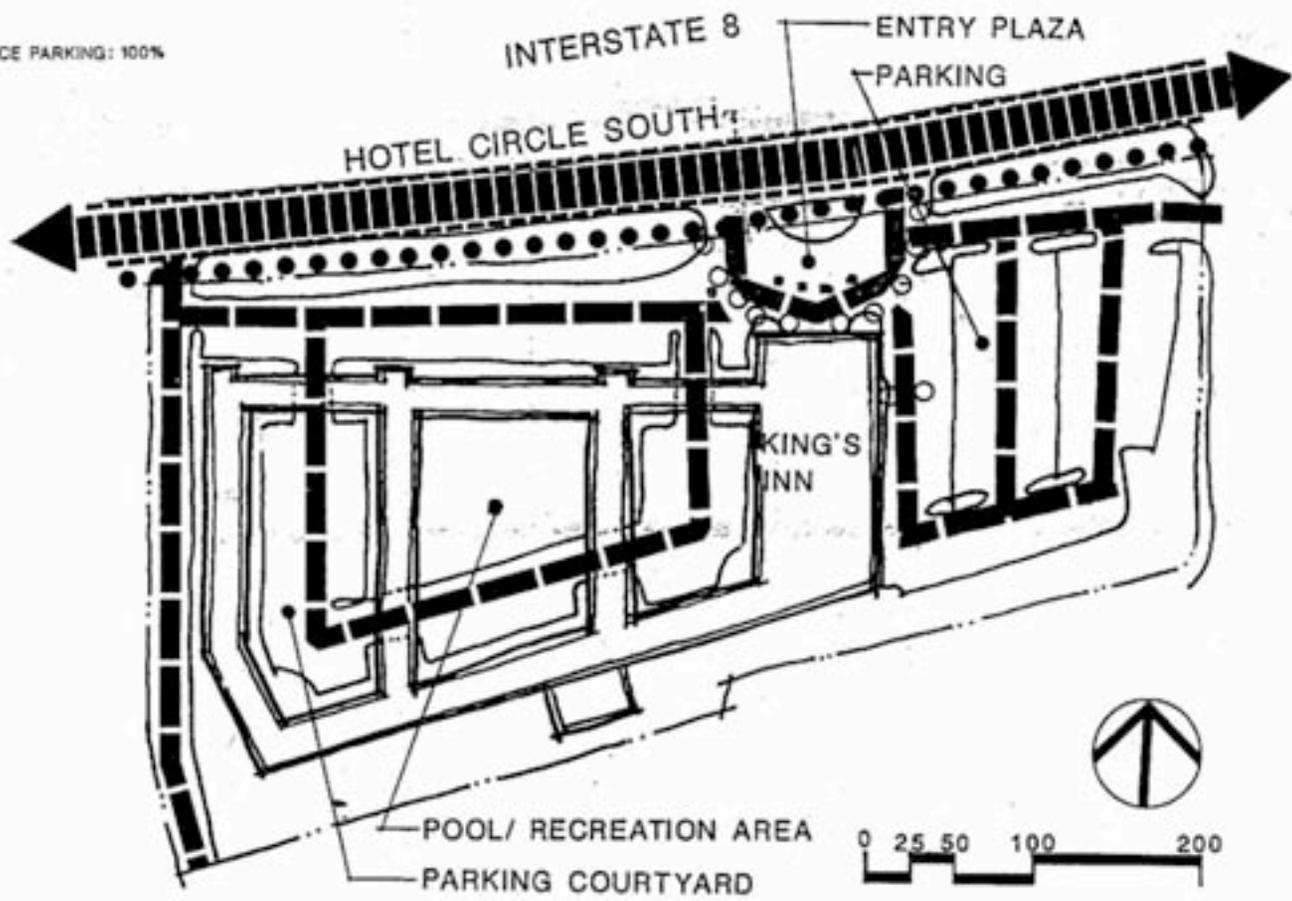 CE PARKING: 100%
INTERSTATE 8
ENTRY PLAZA
PARKING
HOTEL CIRCLE SOUTH
KING'S
INN
POOL/ RECREATION AREA
PARKING COURTYARD
0 25 50 100 200